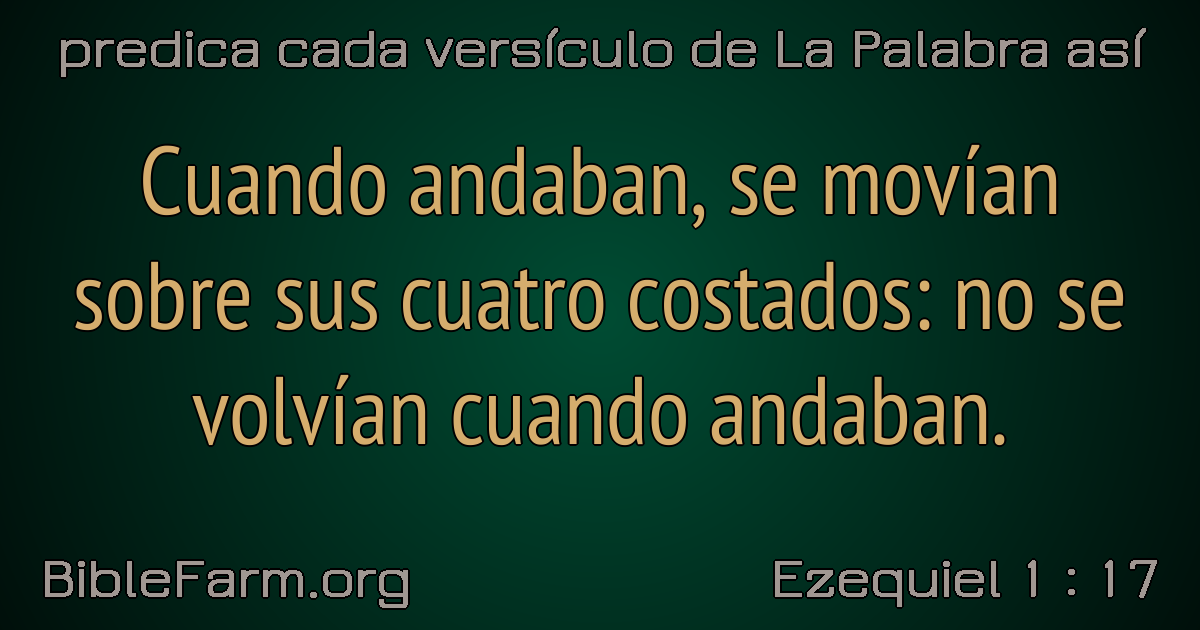 predica cada versículo de La Palabra así
Cuando andaban, se movían
sobre sus cuatro costados: no se
volvían cuando andaban.
BibleFarm.org
Ezequiel 1 : 17